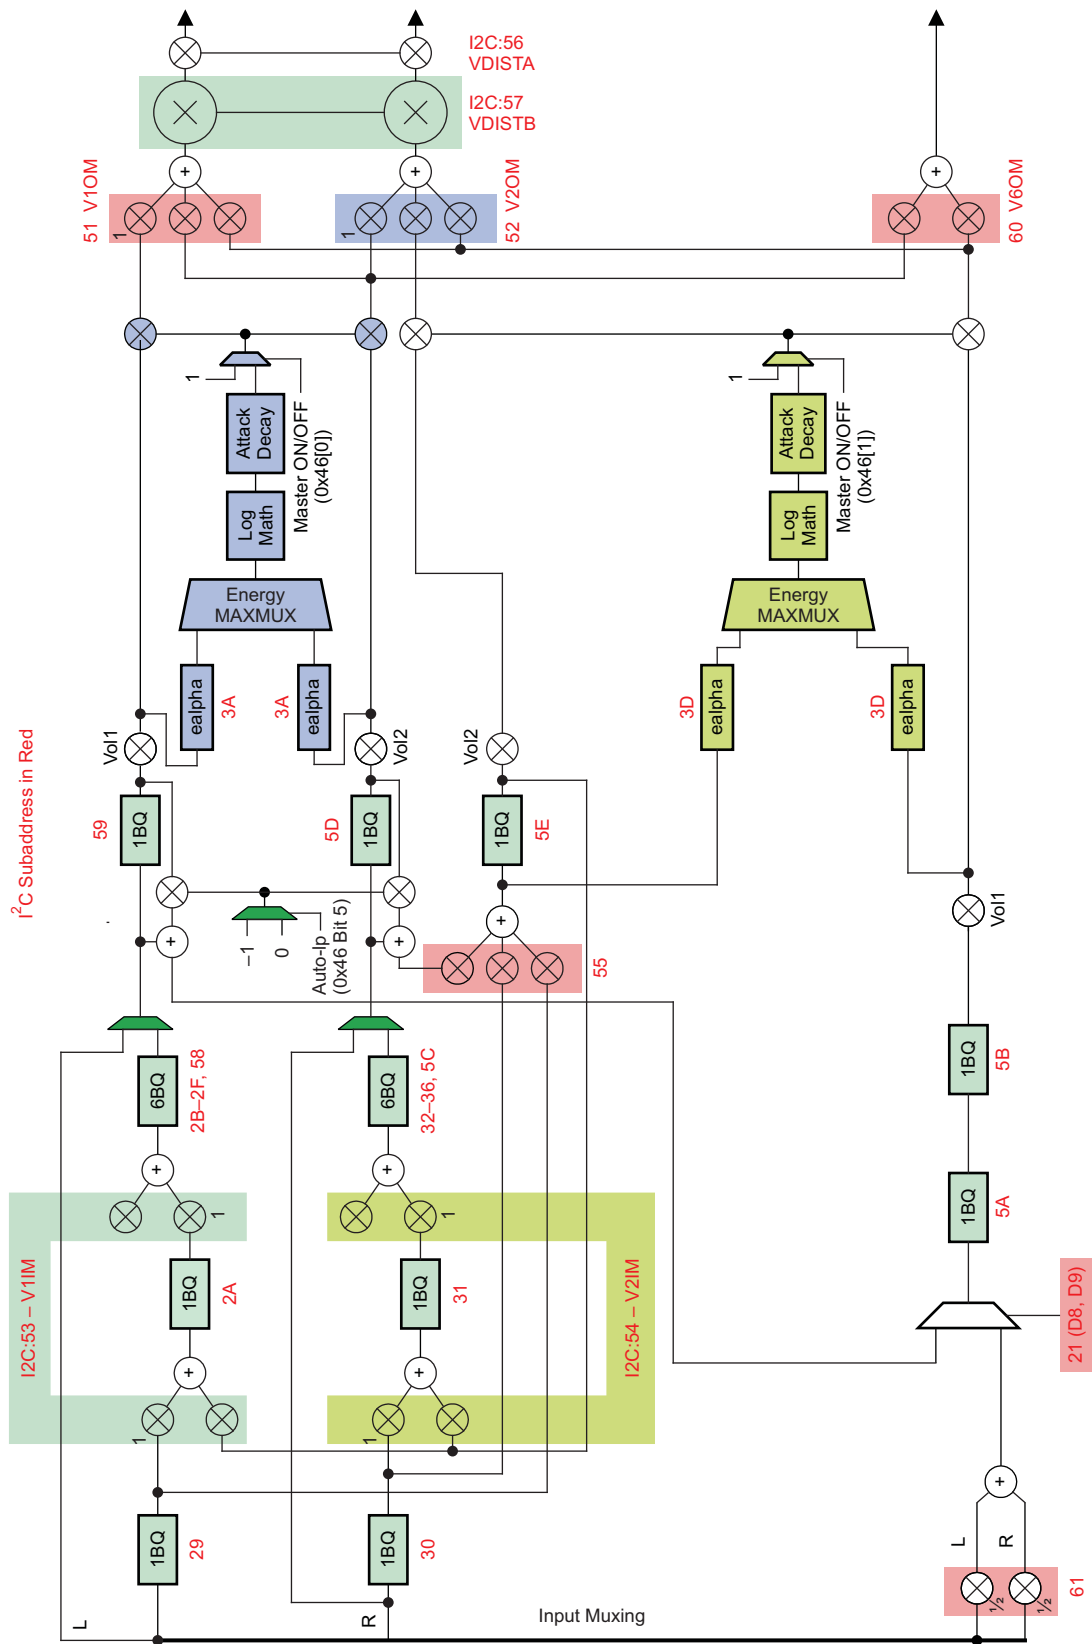 I2C:56
VDISTA
I2C:57
VDISTB
51 V1OM
1
52 V2OM
1
60 V6OM
1
Attack
Decay
Log
Math
Master ON/OFF
(0x46[0])
Energy
MAXMUX
ealpha
3A
ealpha
3A
1
Attack
Decay
Log
Math
Master ON/OFF
(0x46[1])
Energy
MAXMUX
ealpha
3D
ealpha
3D
I²C Subaddress in Red
Vol1
Vol2
Vol2
Vol1
1BQ
59
1BQ
5D
1BQ
5E
–1
0
Auto-lp
(0x46 Bit 5)
55
6BQ
2B–2F, 58
6BQ
32–36, 5C
1BQ
5B
1BQ
5A
I2C:53 – V1IM
1
1BQ
2A
1
I2C:54 – V2IM
1
1BQ
31
1
21 (D8, D9)
1BQ
29
1BQ
30
L
R
Input Muxing
L
R
½
½
61